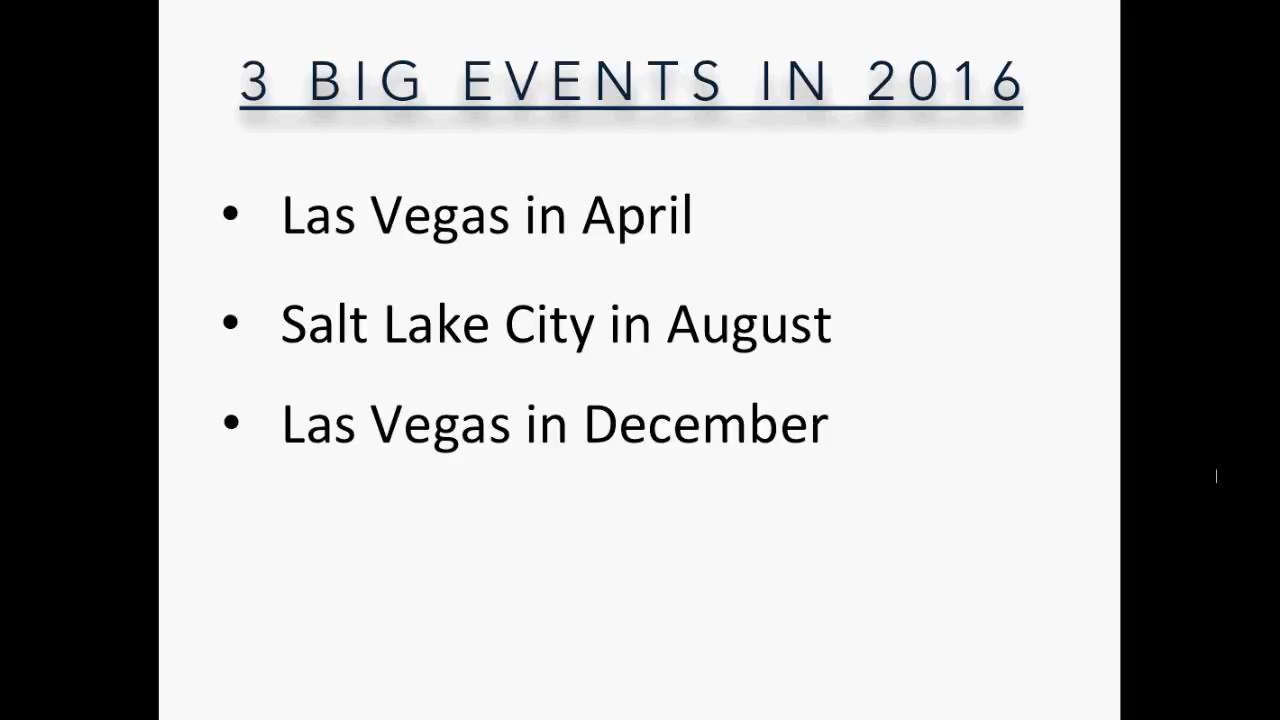 3 BIG EVENTS IN 2016
• Las Vegas in April
• Salt Lake City in August
• Las Vegas in December